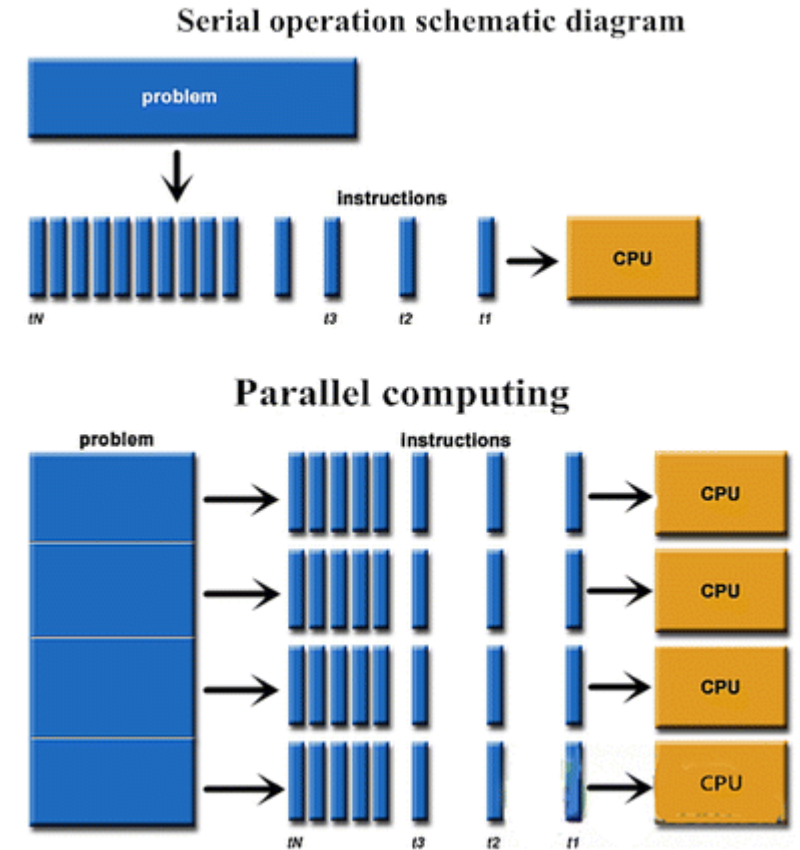 Serial operation schematic diagram
problem
instructions
CPU
tN t3 t2 t1
Parallel computing
problem instructions
CPU
CPU
CPU
CPU
tN t3 t2 t1